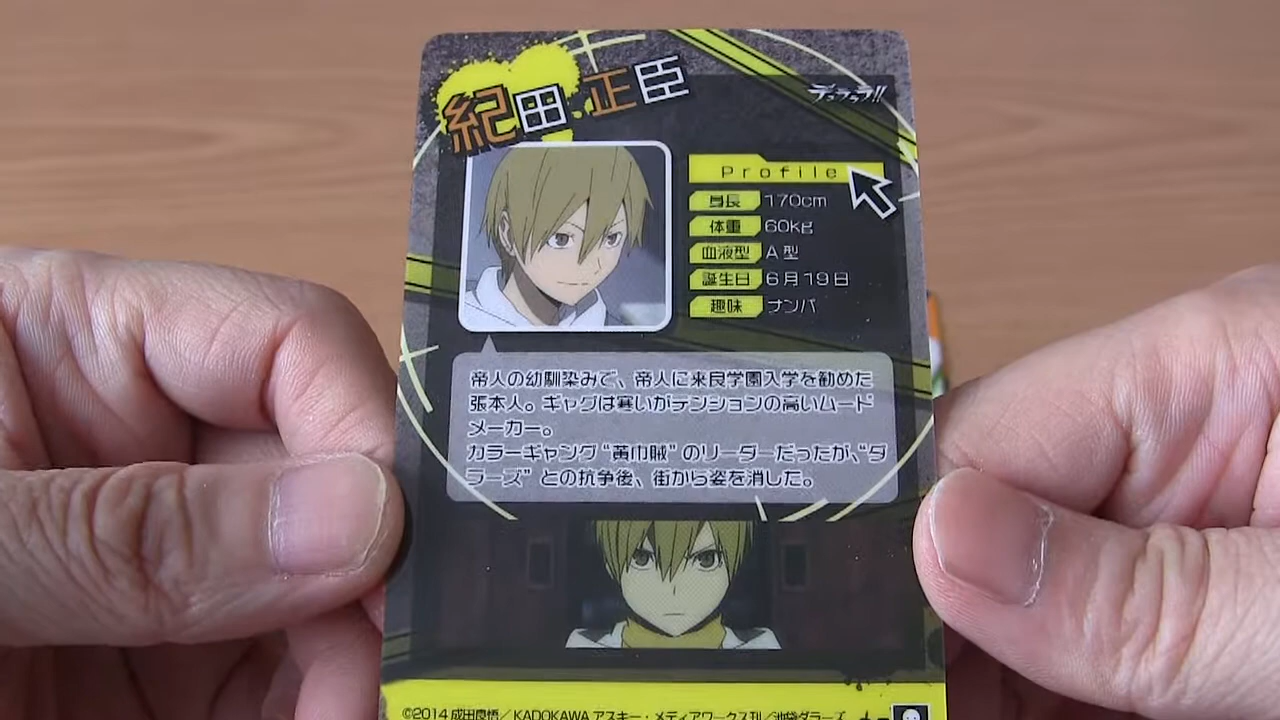 紀田 正臣
デュラララ!!
Profile
身長 170cm
体重 60kg
血液型 A型
誕生日 6月19日
趣味 ナンパ
帝人の幼馴染みで、帝人に来良学園入学を勧めた
張本人。ギャグは寒いがテンションの高いムード
メーカー。
カラーギャング“黄巾賊”のリーダーだったが、“ダ
ラーズ”との抗争後、街から姿を消した。
©2014 成田良悟/KADOKAWA アスキー・メディアワークス刊/池袋ダラーズ